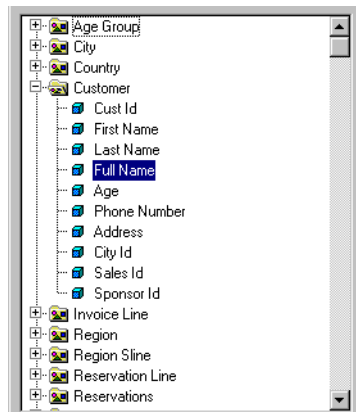 Age Group
City
Country
Customer
Cust Id
First Name
Last Name
Full Name
Age
Phone Number
Address
City Id
Sales Id
Sponsor Id
Invoice Line
Region
Region Sline
Reservation Line
Reservations